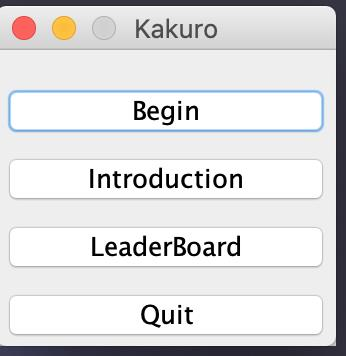 Kakuro
Begin
Introduction
LeaderBoard
Quit